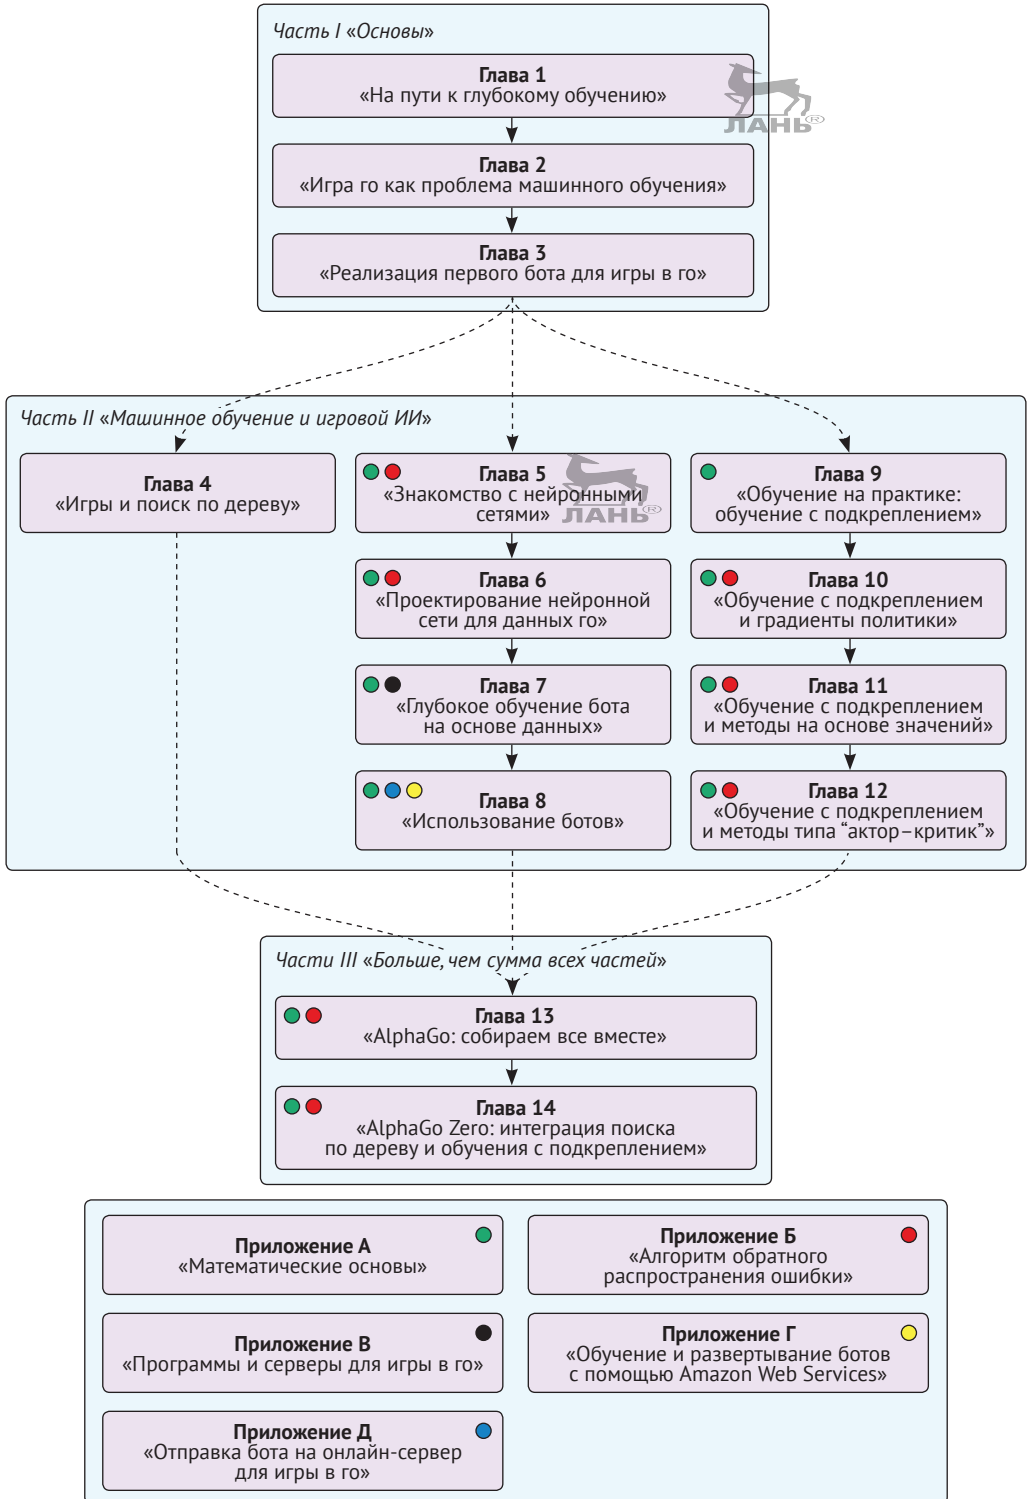 Часть I «Основы»
Глава 1
«На пути к глубокому обучению»
ЛАНЬ®
Глава 2
«Игра го как проблема машинного обучения»
Глава 3
«Реализация первого бота для игры в го»
Часть II «Машинное обучение и игровой ИИ»
Глава 4
«Игры и поиск по дереву»
Глава 5
«Знакомство с нейронными
сетями»
ЛАНЬ®
Глава 6
«Проектирование нейронной
сети для данных го»
Глава 7
«Глубокое обучение бота
на основе данных»
Глава 8
«Использование ботов»
Глава 9
«Обучение на практике:
обучение с подкреплением»
Глава 10
«Обучение с подкреплением
и градиенты политики»
Глава 11
«Обучение с подкреплением
и методы на основе значений»
Глава 12
«Обучение с подкреплением
и методы типа “актор–критик”»
Части III «Больше, чем сумма всех частей»
Глава 13
«AlphaGo: собираем все вместе»
Глава 14
«AlphaGo Zero: интеграция поиска
по дереву и обучения с подкреплением»
Приложение А
«Математические основы»
Приложение Б
«Алгоритм обратного
распространения ошибки»
Приложение В
«Программы и серверы для игры в го»
Приложение Г
«Обучение и развертывание ботов
с помощью Amazon Web Services»
Приложение Д
«Отправка бота на онлайн-сервер
для игры в го»